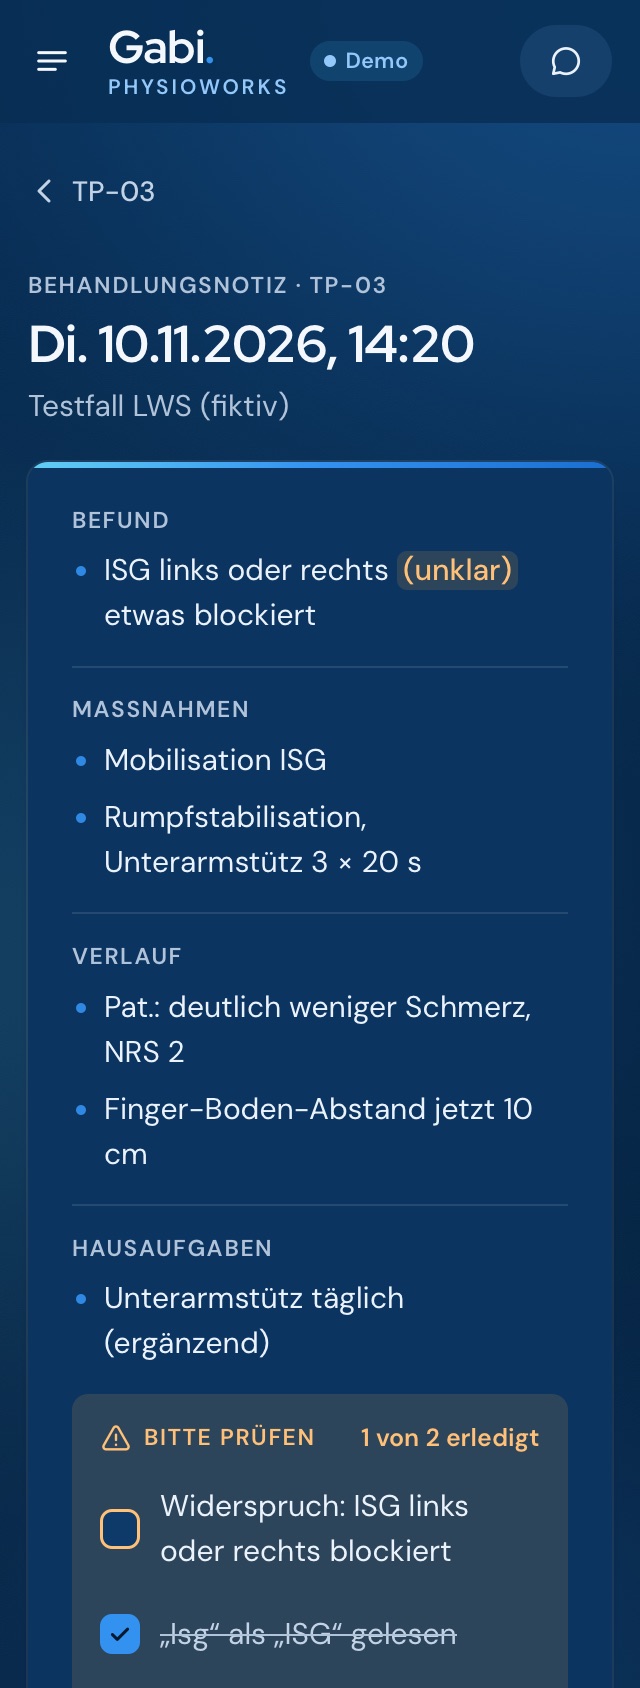 Gabi.
PHYSIOWORKS
Demo
TP-03
BEHANDLUNGSNOTIZ · TP-03
Di. 10.11.2026, 14:20
Testfall LWS (fiktiv)
BEFUND
ISG links oder rechts (unklar)
etwas blockiert
MASSNAHMEN
Mobilisation ISG
Rumpfstabilisation,
Unterarmstütz 3 × 20 s
VERLAUF
Pat.: deutlich weniger Schmerz,
NRS 2
Finger-Boden-Abstand jetzt 10
cm
HAUSAUFGABEN
Unterarmstütz täglich
(ergänzend)
BITTE PRÜFEN 1 von 2 erledigt
Widerspruch: ISG links
oder rechts blockiert
„Isg“ als „ISG“ gelesen